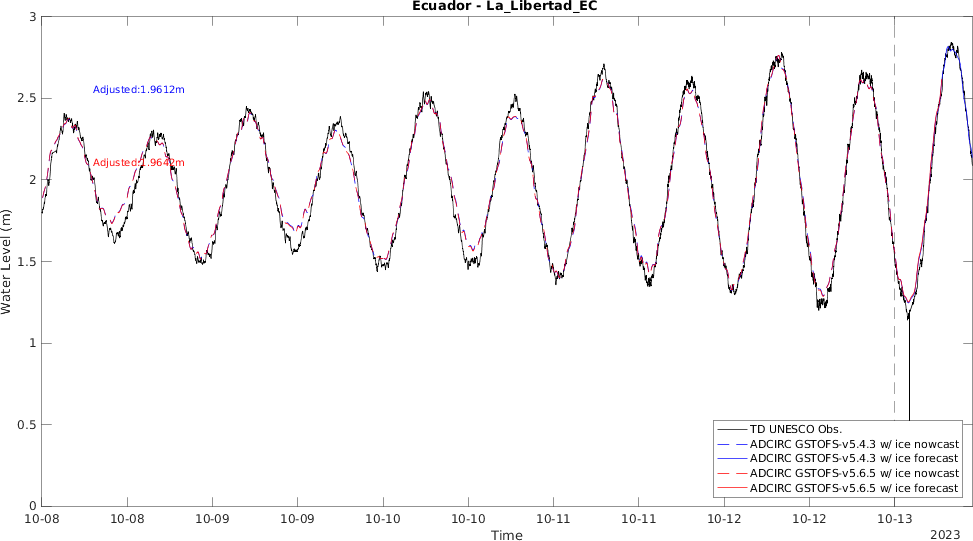 Ecuador - La_Libertad_EC
3
2.5
2
1.5
1
0.5
0
Water Level (m)
Adjusted:1.9612m
Adjusted:1.9642m
TD UNESCO Obs.
ADCIRC GSTOFS-v5.4.3 w/ ice nowcast
ADCIRC GSTOFS-v5.4.3 w/ ice forecast
ADCIRC GSTOFS-v5.6.5 w/ ice nowcast
ADCIRC GSTOFS-v5.6.5 w/ ice forecast
10-08 10-08 10-09 10-09 10-10 10-10 10-11 10-11 10-12 10-12 10-13
Time
2023